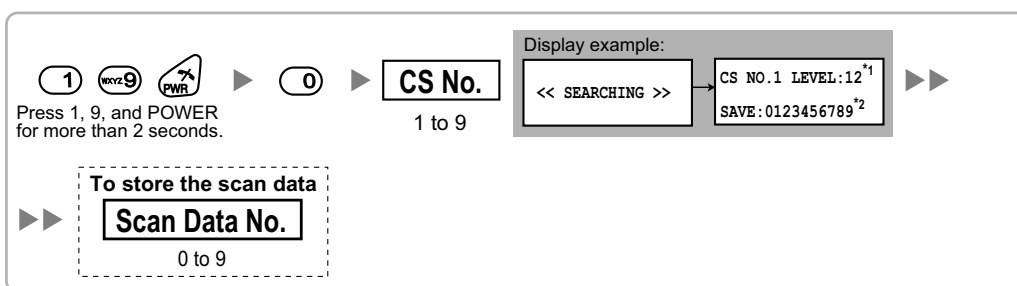 Display example:
1 WXYZ 9 PWR 0 CS No. << SEARCHING >> CS NO.1 LEVEL:12*1
SAVE:0123456789*2
Press 1, 9, and POWER
for more than 2 seconds.
1 to 9
To store the scan data
Scan Data No.
0 to 9